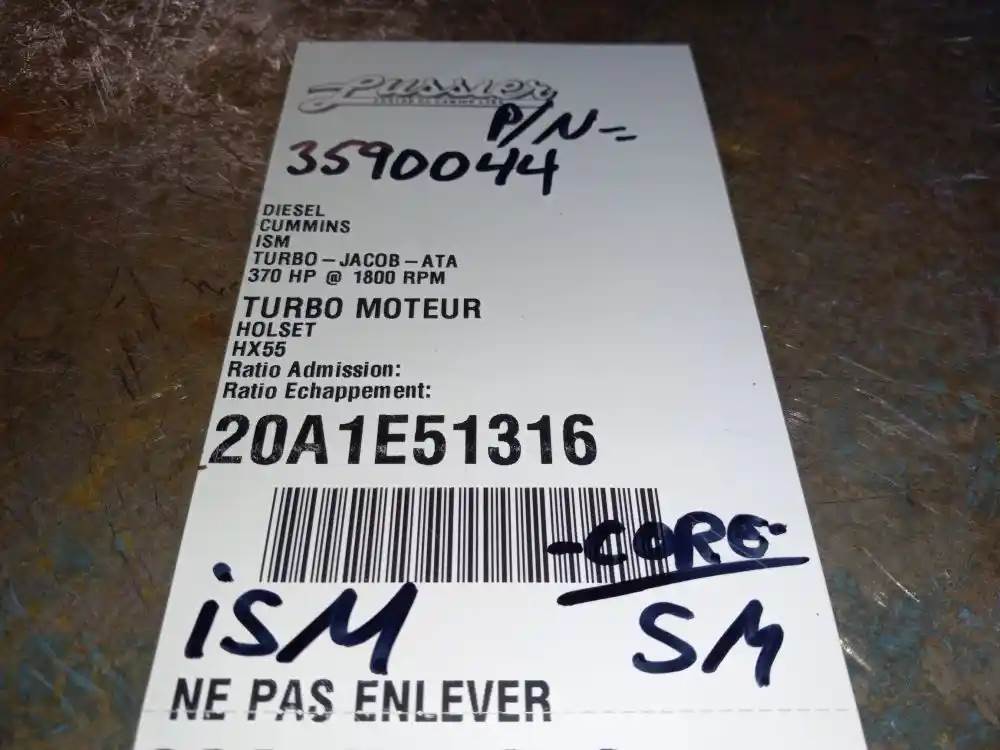 P/N-
3590044
DIESEL
CUMMINS
ISM
TURBO-JACOB-ATA
370 HP @ 1800 RPM
TURBO MOTEUR
HOLSET
HX55
Ratio Admission:
Ratio Echappement:
20A1E51316
-CORE-
iSM SM
NE PAS ENLEVER